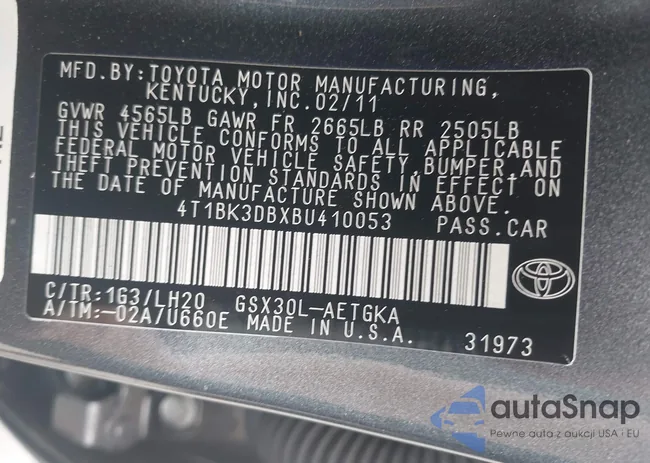 MFD.BY: TOYOTA MOTOR MANUFACTURING,
KENTUCKY, INC. 02/11
GVWR 4565LB GAWR FR 2665LB RR 2505LB
THIS VEHICLE CONFORMS TO ALL APPLICABLE
FEDERAL MOTOR VEHICLE SAFETY, BUMPER, AND
THEFT PREVENTION STANDARDS IN EFFECT ON
THE DATE OF MANUFACTURE SHOWN ABOVE.
4T1BK3DBXBU410053 PASS.CAR
C/TR: 1G3/LH20 GSX30L-AETGKA
A/TM:-02A/U660E MADE IN U.S.A. 31973
autaSnap
Pewne auta z aukcji USA i EU